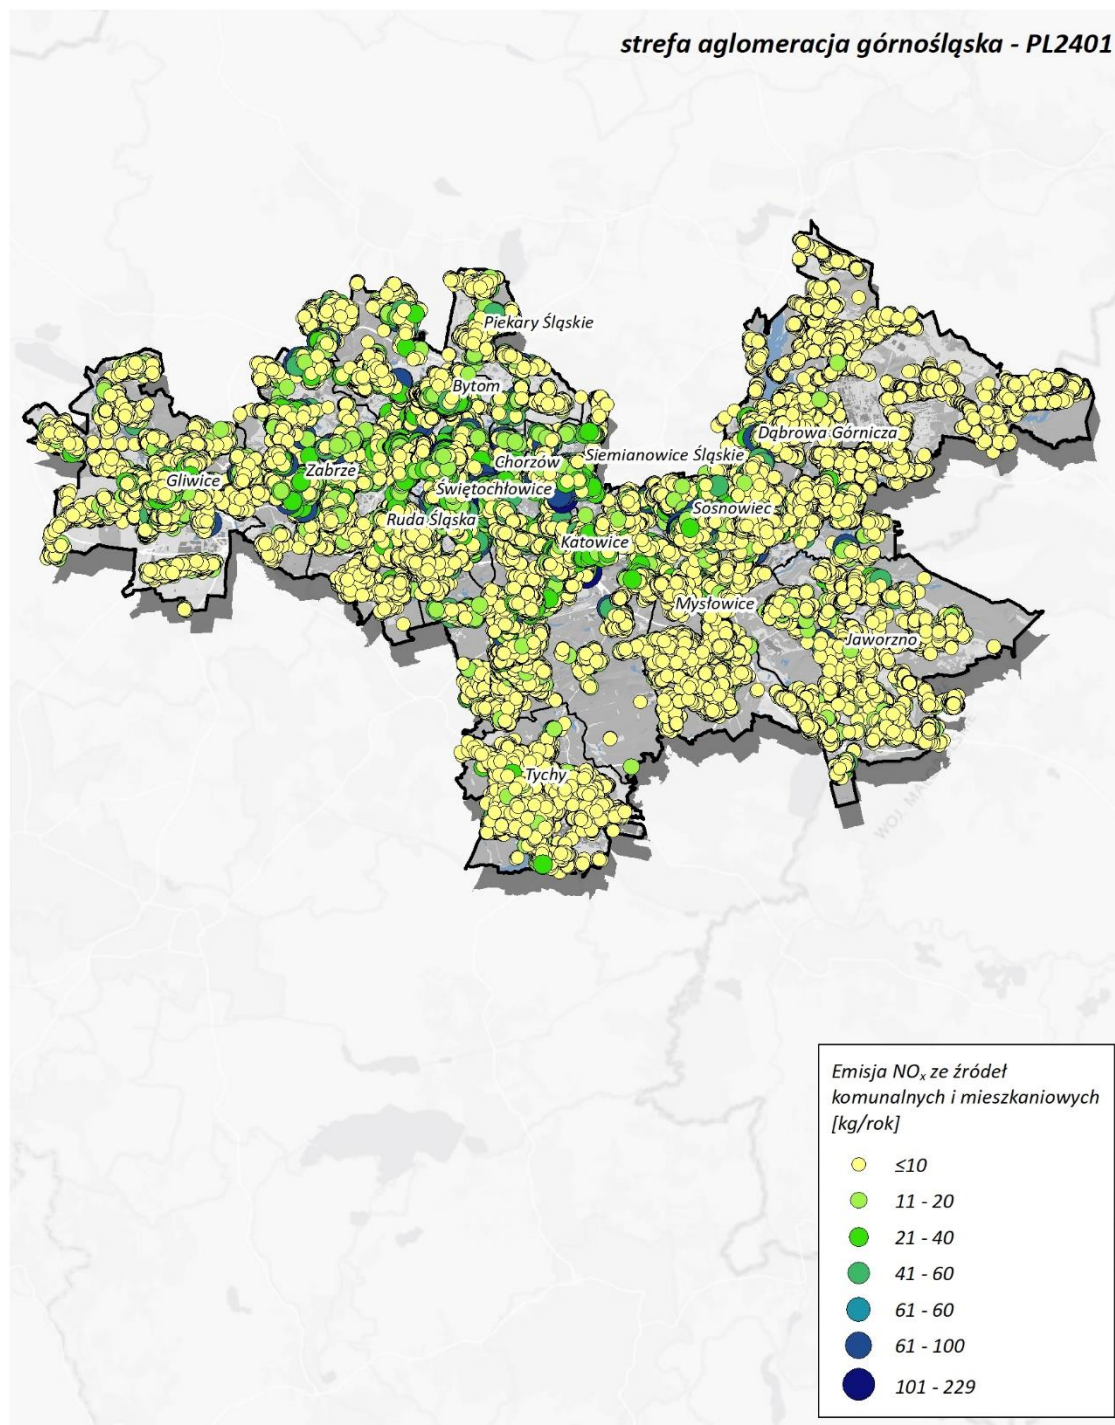 strefa aglomeracja górnośląska - PL2401
Piekary Śląskie
Bytom
Dąbrowa Górnicza
Siemianowice Śląskie
Chorzów
Zabrze
Gliwice
Świętochłowice
Sosnowiec
Ruda Śląska
Katowice
Mysłowice
Jaworzno
Tychy
WOJ. MAŁ
Emisja NOₓ ze źródeł
komunalnych i mieszkaniowych
[kg/rok]
≤10
11 - 20
21 - 40
41 - 60
61 - 60
61 - 100
101 - 229